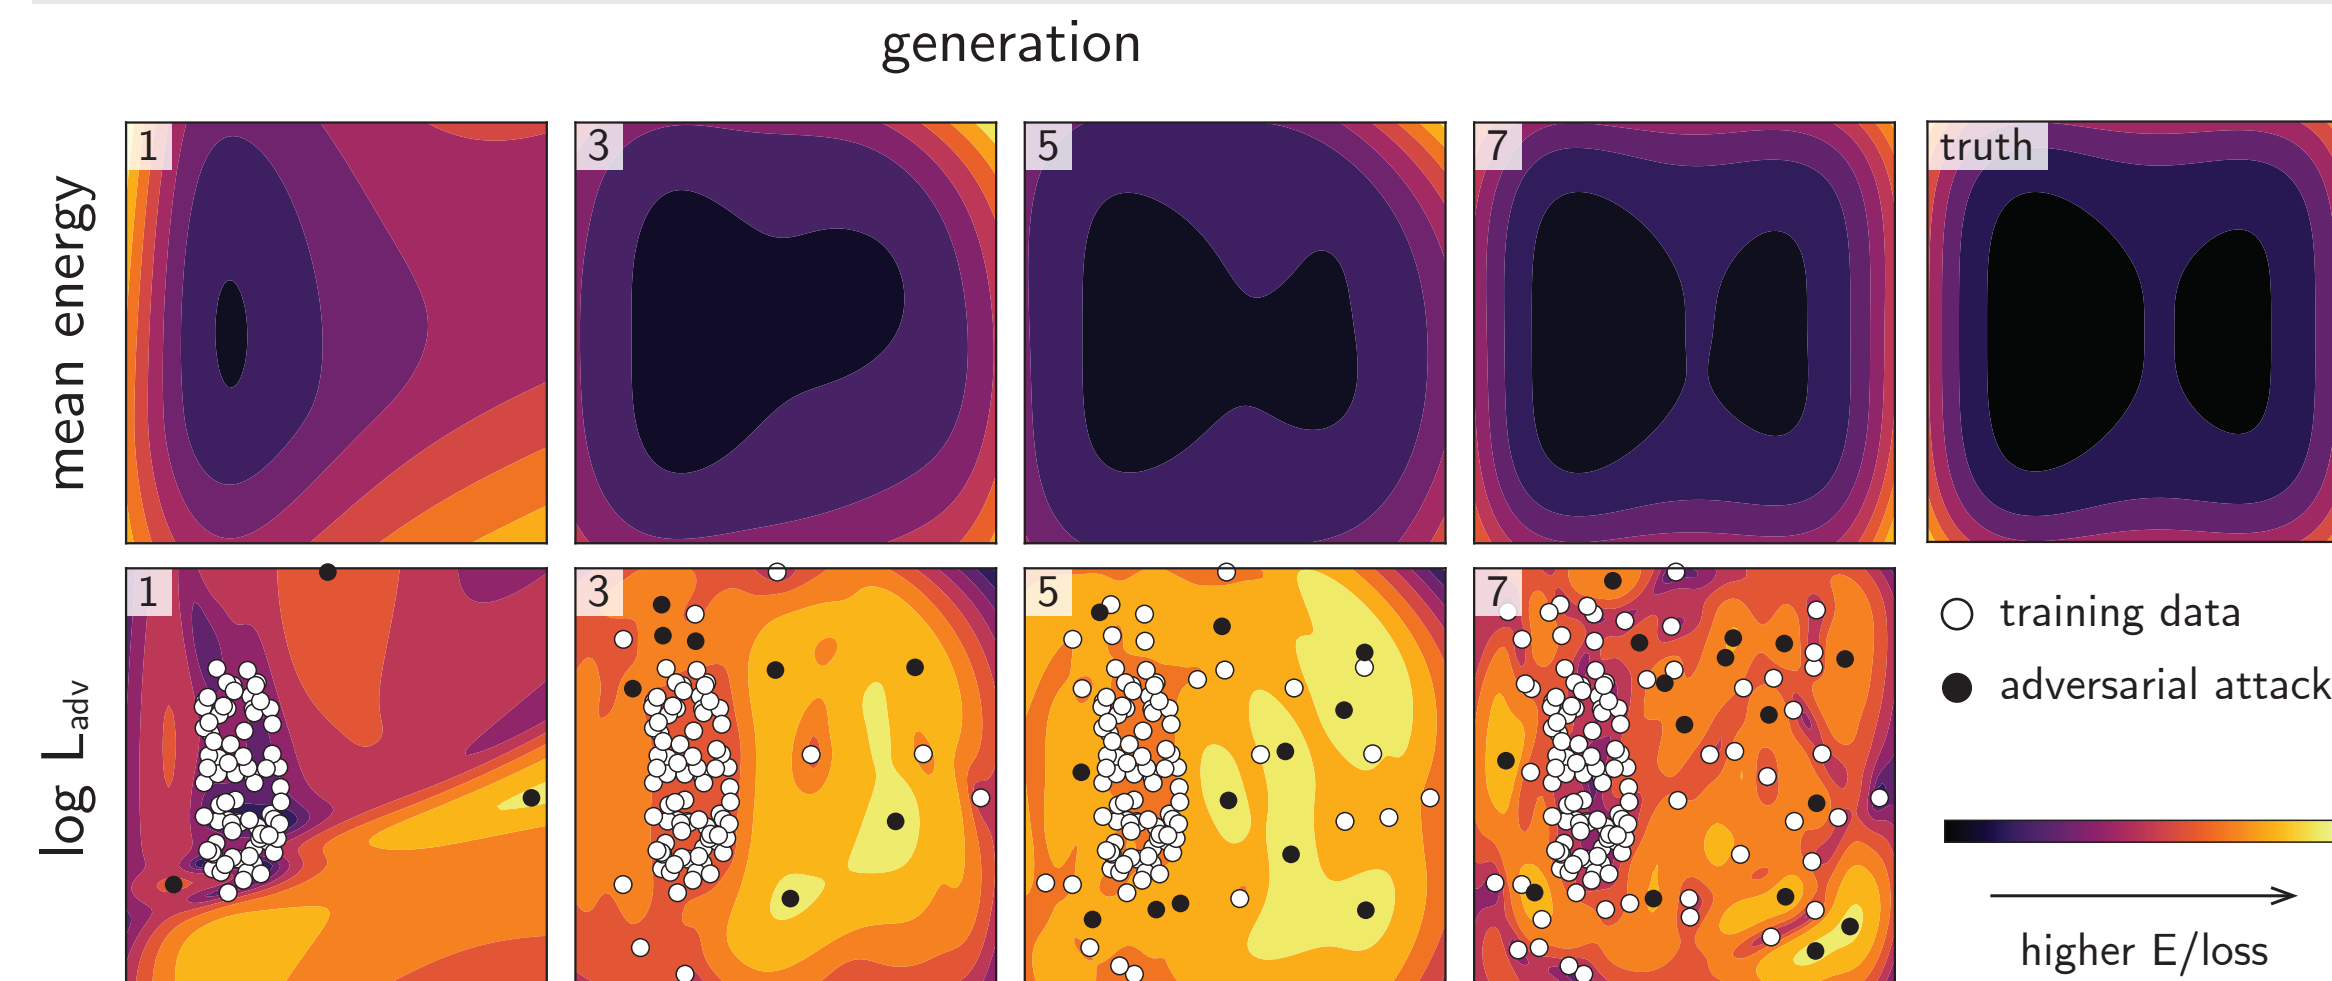 generation
mean energy
1
3
5
7
truth
log L_adv
1
3
5
7
training data
adversarial attack
higher E/loss